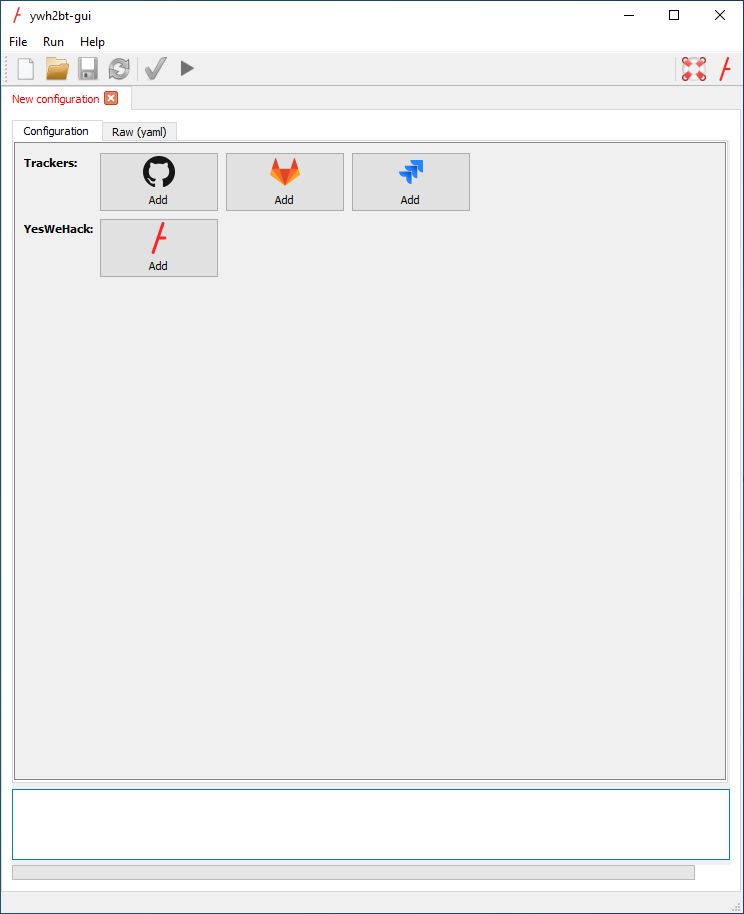 ywh2bt-gui
File Run Help
New configuration
Configuration Raw (yaml)
Trackers:
Add Add Add
YesWeHack:
Add